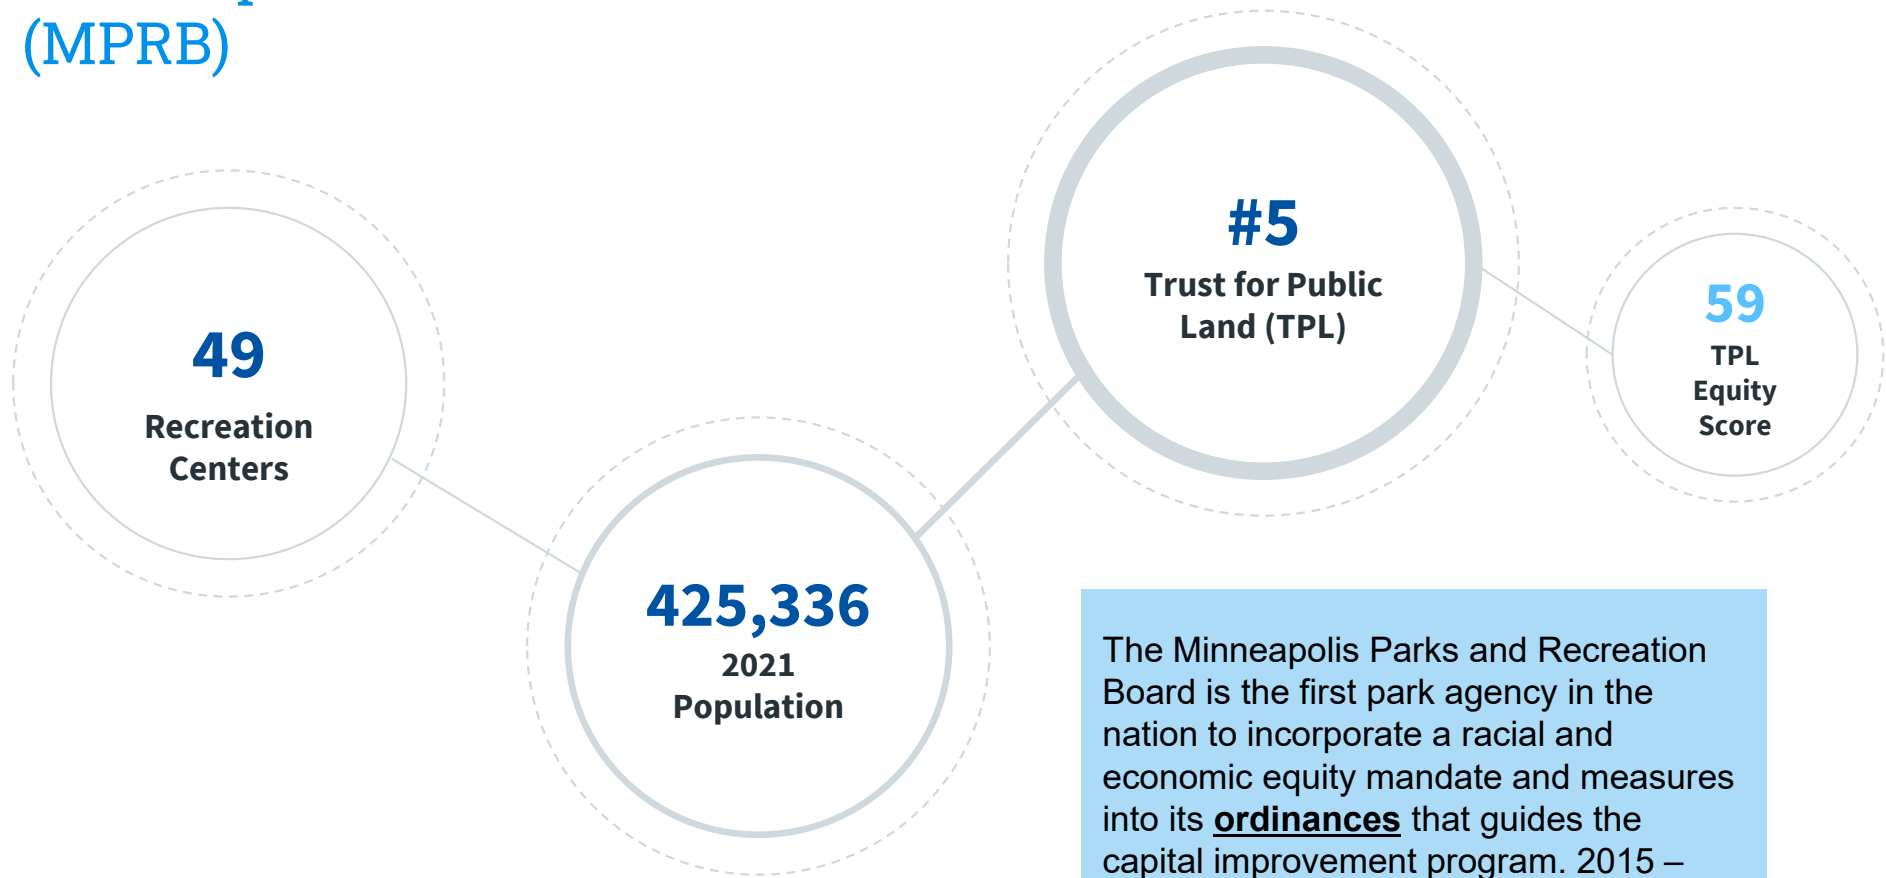 (MPRB)
49
Recreation
Centers
425,336
2021
Population
#5
Trust for Public
Land (TPL)
59
TPL
Equity
Score
The Minneapolis Parks and Recreation
Board is the first park agency in the
nation to incorporate a racial and
economic equity mandate and measures
into its ordinances that guides the
capital improvement program. 2015 –